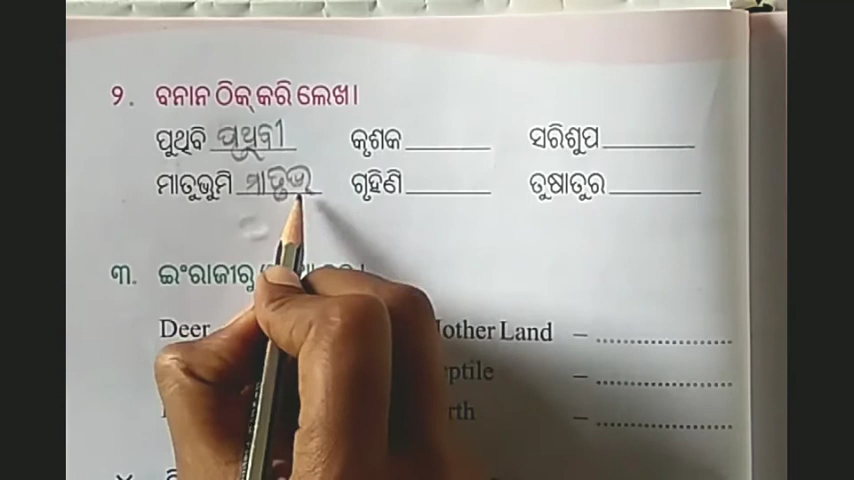 ୨. ବନାନ ଠିକ୍ କରି ଲେଖ।
ପୁଥିବି ପୃଥିବୀ କୃଶକ ସରିଶୁପ
ମାତୁଭୁମି ମାତୃଭୂ ଗୃହିଣି ତୁଷାତୁର
୩. ଇଂରାଜୀରୁ
Deer other Land – ........................
ptile – ........................
rth – ........................